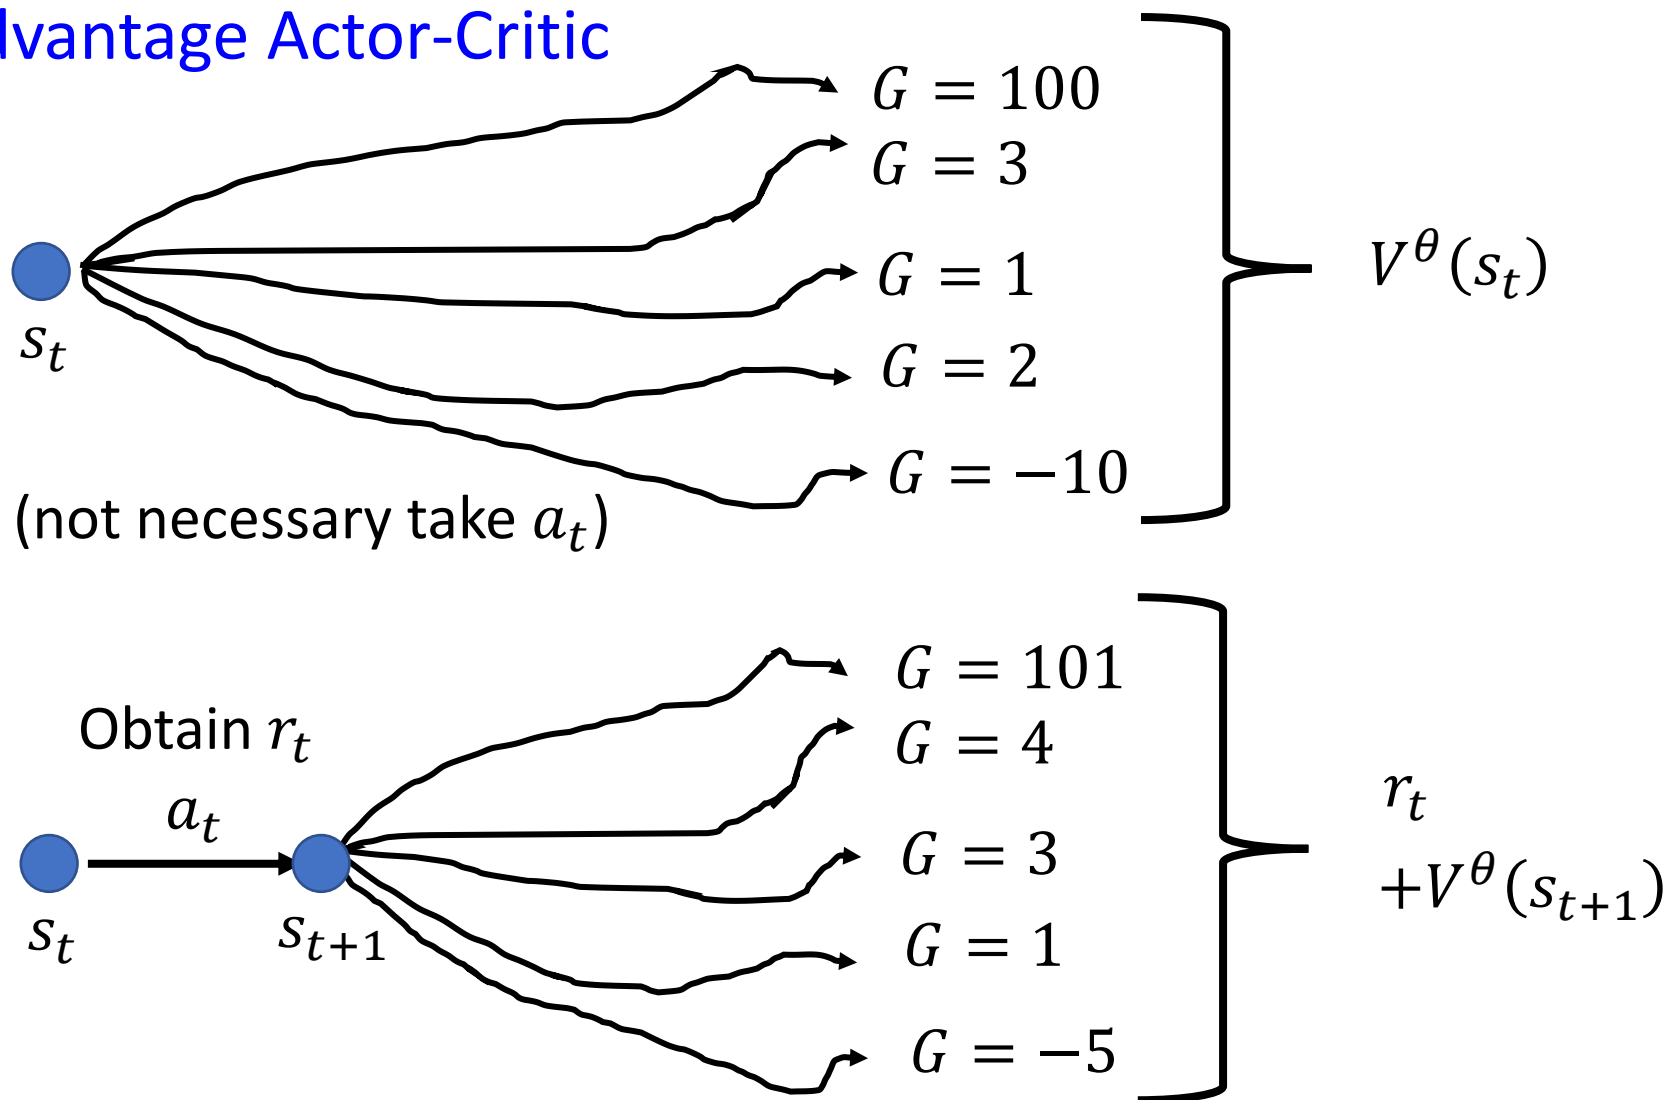 dvantage Actor-Critic
G = 100
G = 3
G = 1
G = 2
G = −10
V^θ(s_t)
s_t
(not necessary take a_t)
Obtain r_t
a_t
s_t
s_{t+1}
G = 101
G = 4
G = 3
G = 1
G = −5
r_t
+V^θ(s_{t+1})